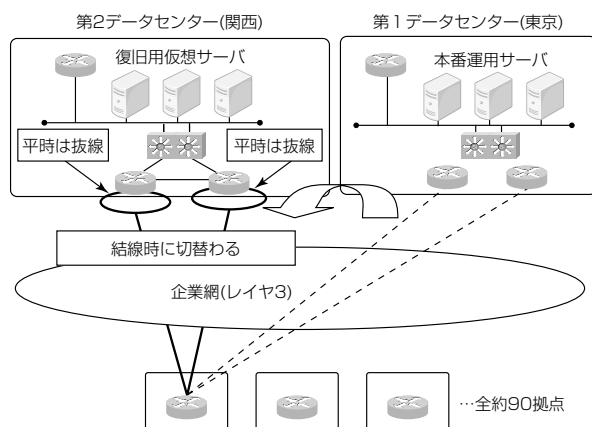 第2データセンター(関西)
第1データセンター(東京)
復旧用仮想サーバ
本番運用サーバ
平時は抜線
平時は抜線
結線時に切替わる
企業網(レイヤ3)
…全約90拠点